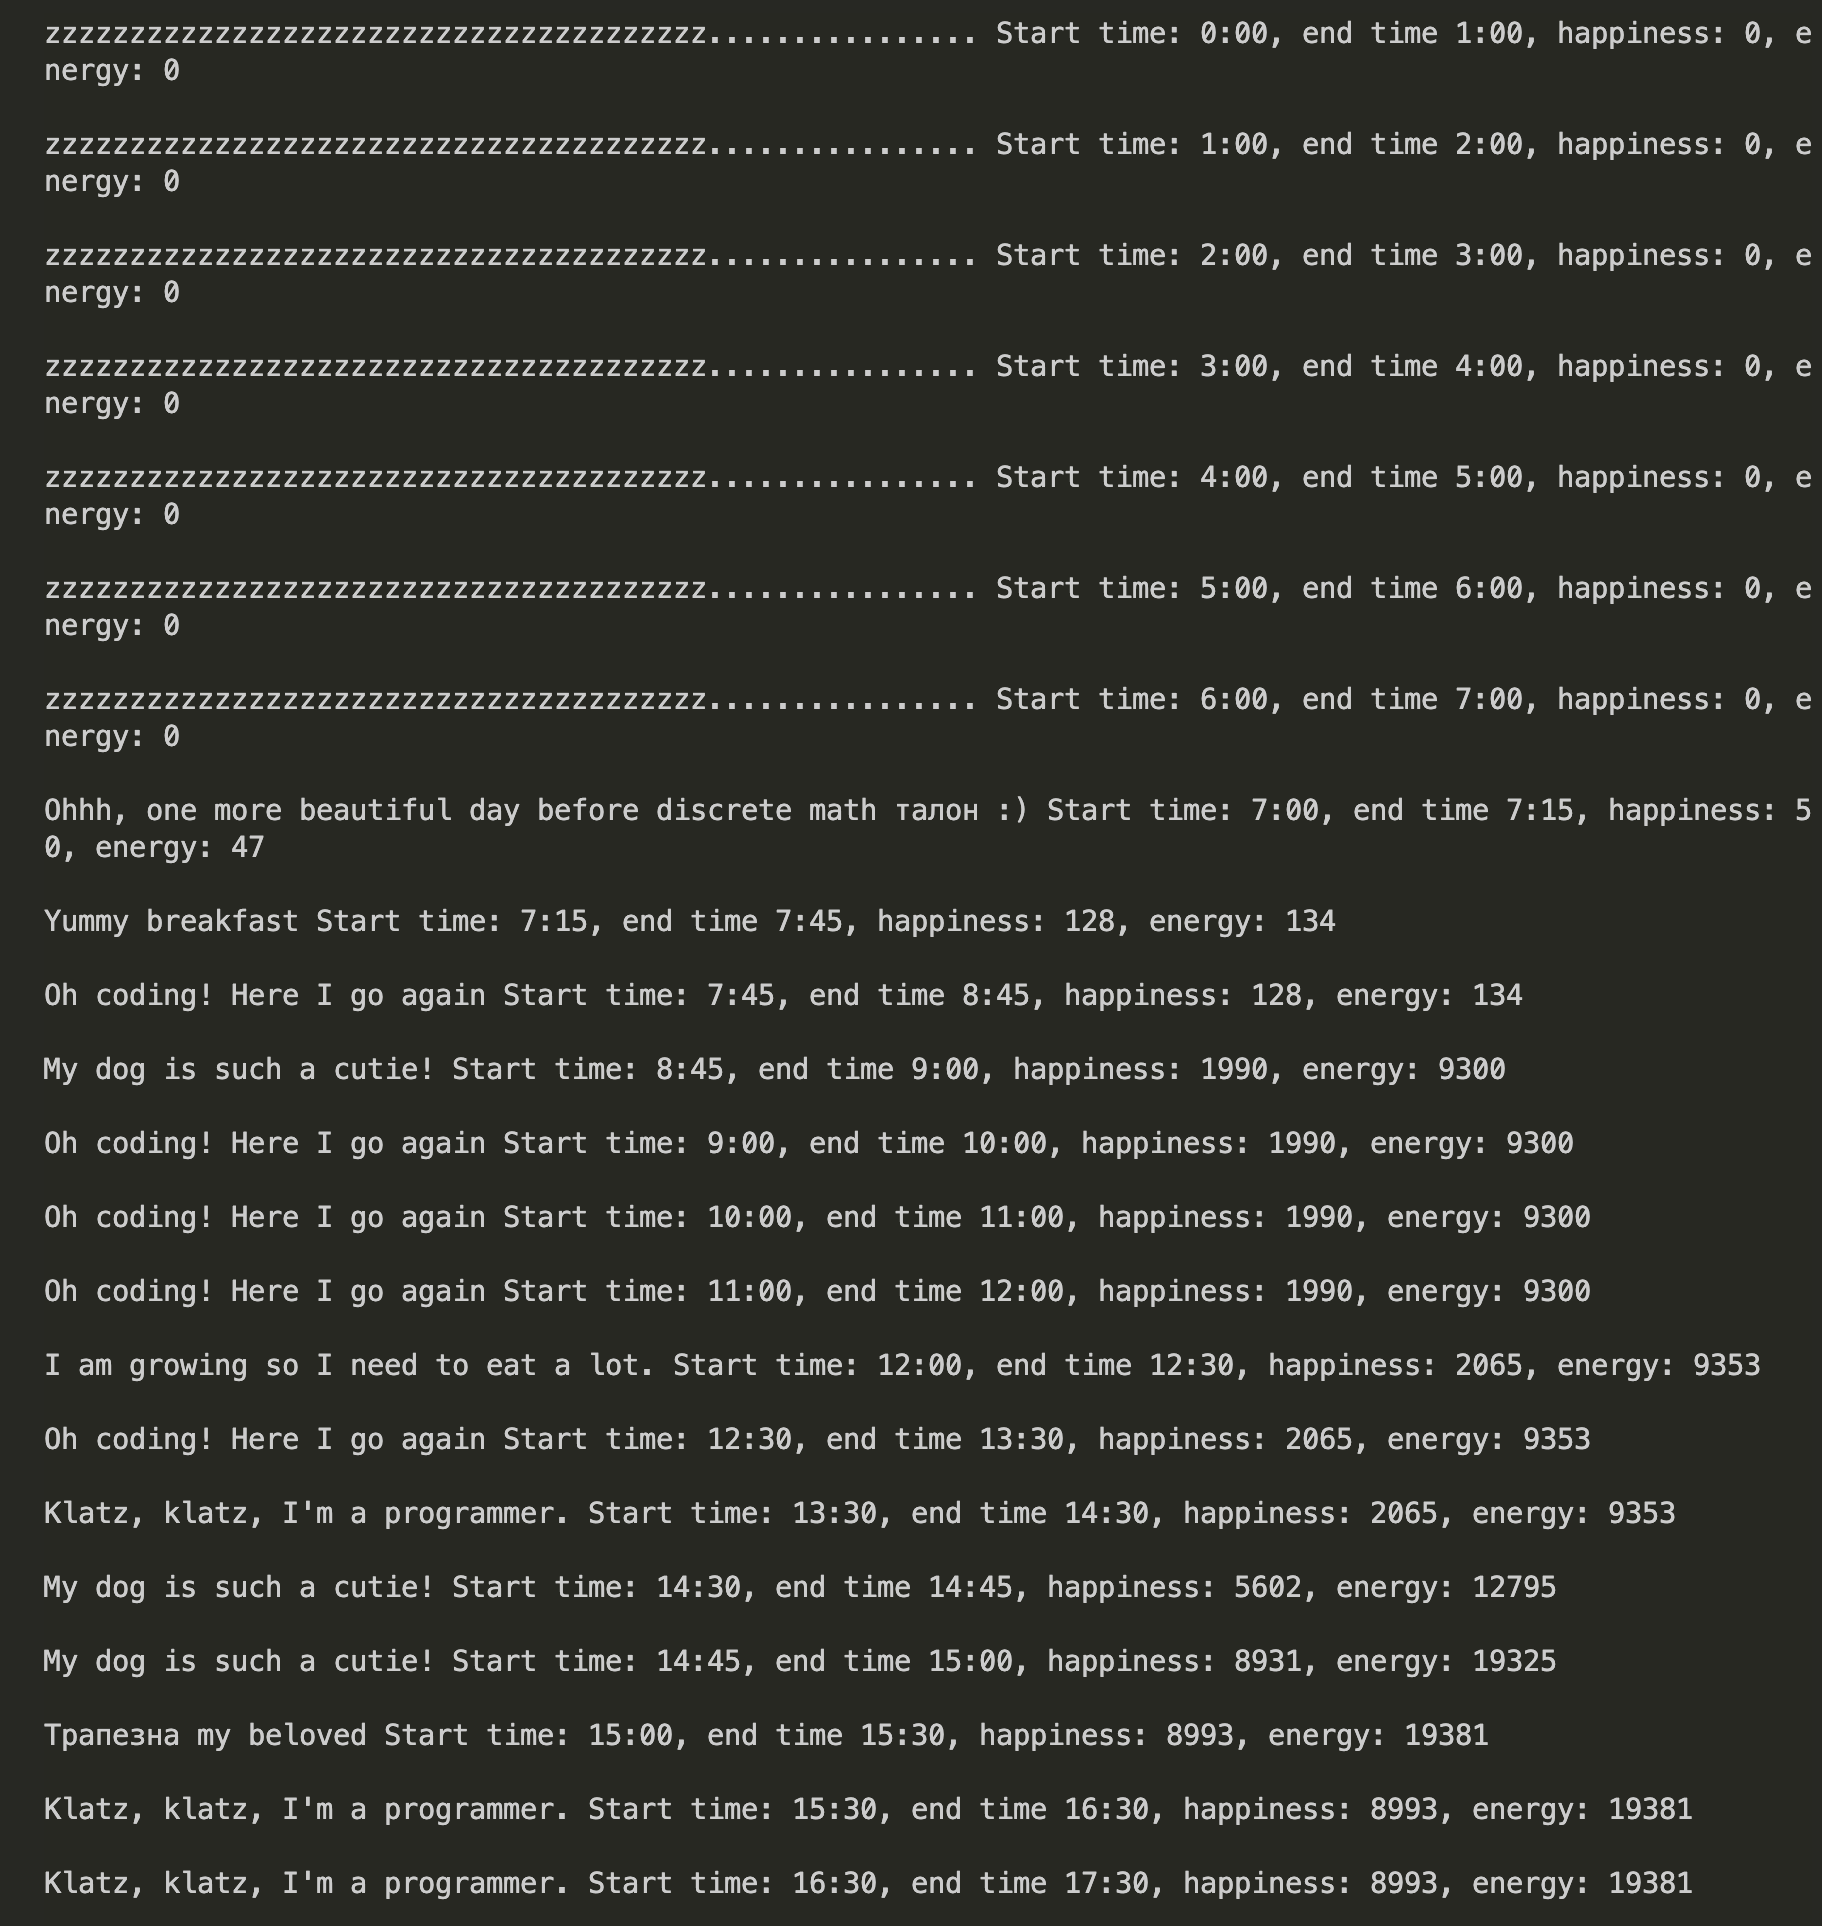 zzzzzzzzzzzzzzzzzzzzzzzzzzzzzzzzzzzzzzz................ Start time: 0:00, end time 1:00, happiness: 0, e
nergy: 0
zzzzzzzzzzzzzzzzzzzzzzzzzzzzzzzzzzzzzzz................ Start time: 1:00, end time 2:00, happiness: 0, e
nergy: 0
zzzzzzzzzzzzzzzzzzzzzzzzzzzzzzzzzzzzzzz................ Start time: 2:00, end time 3:00, happiness: 0, e
nergy: 0
zzzzzzzzzzzzzzzzzzzzzzzzzzzzzzzzzzzzzzz................ Start time: 3:00, end time 4:00, happiness: 0, e
nergy: 0
zzzzzzzzzzzzzzzzzzzzzzzzzzzzzzzzzzzzzzz................ Start time: 4:00, end time 5:00, happiness: 0, e
nergy: 0
zzzzzzzzzzzzzzzzzzzzzzzzzzzzzzzzzzzzzzz................ Start time: 5:00, end time 6:00, happiness: 0, e
nergy: 0
zzzzzzzzzzzzzzzzzzzzzzzzzzzzzzzzzzzzzzz................ Start time: 6:00, end time 7:00, happiness: 0, e
nergy: 0
Ohhh, one more beautiful day before discrete math талон :) Start time: 7:00, end time 7:15, happiness: 5
0, energy: 47
Yummy breakfast Start time: 7:15, end time 7:45, happiness: 128, energy: 134
Oh coding! Here I go again Start time: 7:45, end time 8:45, happiness: 128, energy: 134
My dog is such a cutie! Start time: 8:45, end time 9:00, happiness: 1990, energy: 9300
Oh coding! Here I go again Start time: 9:00, end time 10:00, happiness: 1990, energy: 9300
Oh coding! Here I go again Start time: 10:00, end time 11:00, happiness: 1990, energy: 9300
Oh coding! Here I go again Start time: 11:00, end time 12:00, happiness: 1990, energy: 9300
I am growing so I need to eat a lot. Start time: 12:00, end time 12:30, happiness: 2065, energy: 9353
Oh coding! Here I go again Start time: 12:30, end time 13:30, happiness: 2065, energy: 9353
Klatz, klatz, I'm a programmer. Start time: 13:30, end time 14:30, happiness: 2065, energy: 9353
My dog is such a cutie! Start time: 14:30, end time 14:45, happiness: 5602, energy: 12795
My dog is such a cutie! Start time: 14:45, end time 15:00, happiness: 8931, energy: 19325
Трапезна my beloved Start time: 15:00, end time 15:30, happiness: 8993, energy: 19381
Klatz, klatz, I'm a programmer. Start time: 15:30, end time 16:30, happiness: 8993, energy: 19381
Klatz, klatz, I'm a programmer. Start time: 16:30, end time 17:30, happiness: 8993, energy: 19381